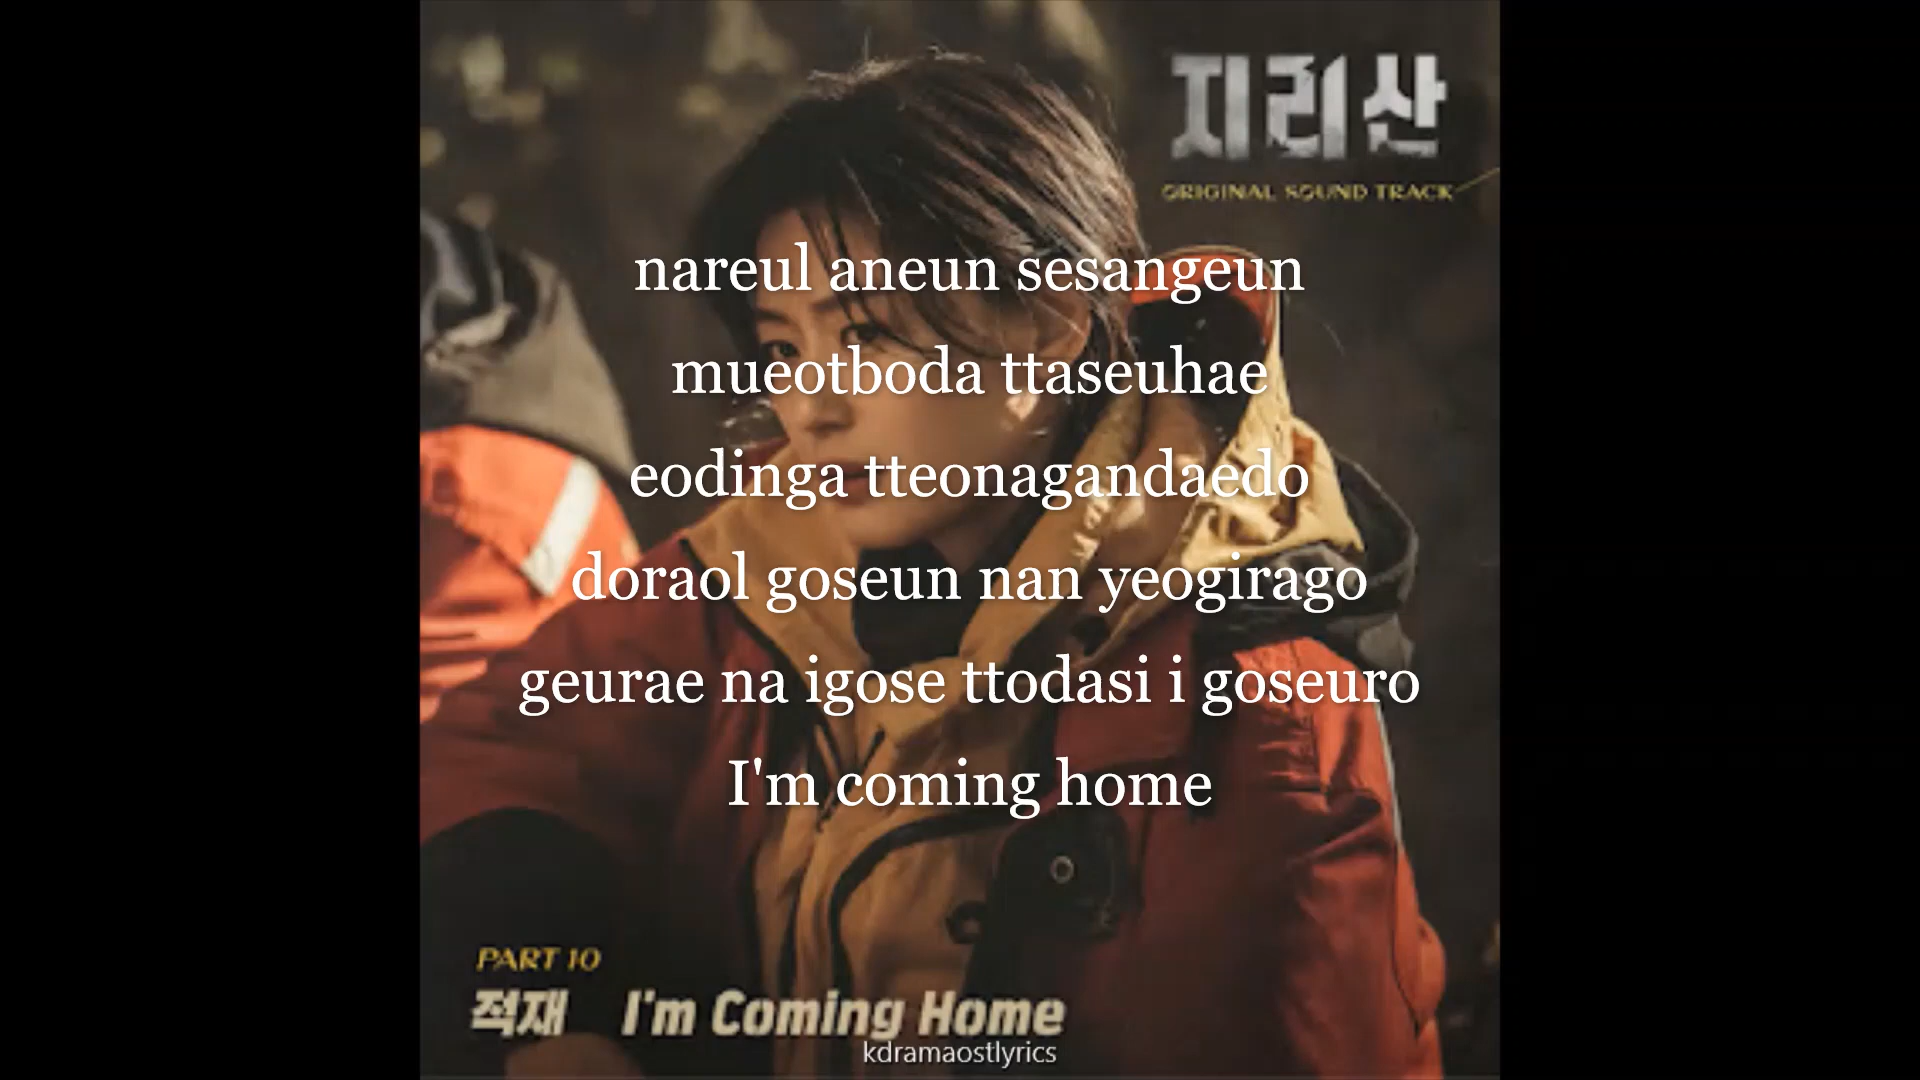 지리산
ORIGINAL SOUND TRACK
nareul aneun sesangeun
mueotboda ttaseuhae
eodinga tteonagandaedo
doraol goseun nan yeogirago
geurae na igose ttodasi i goseuro
I'm coming home
PART 10
적재 I'm Coming Home
kdramaostlyrics